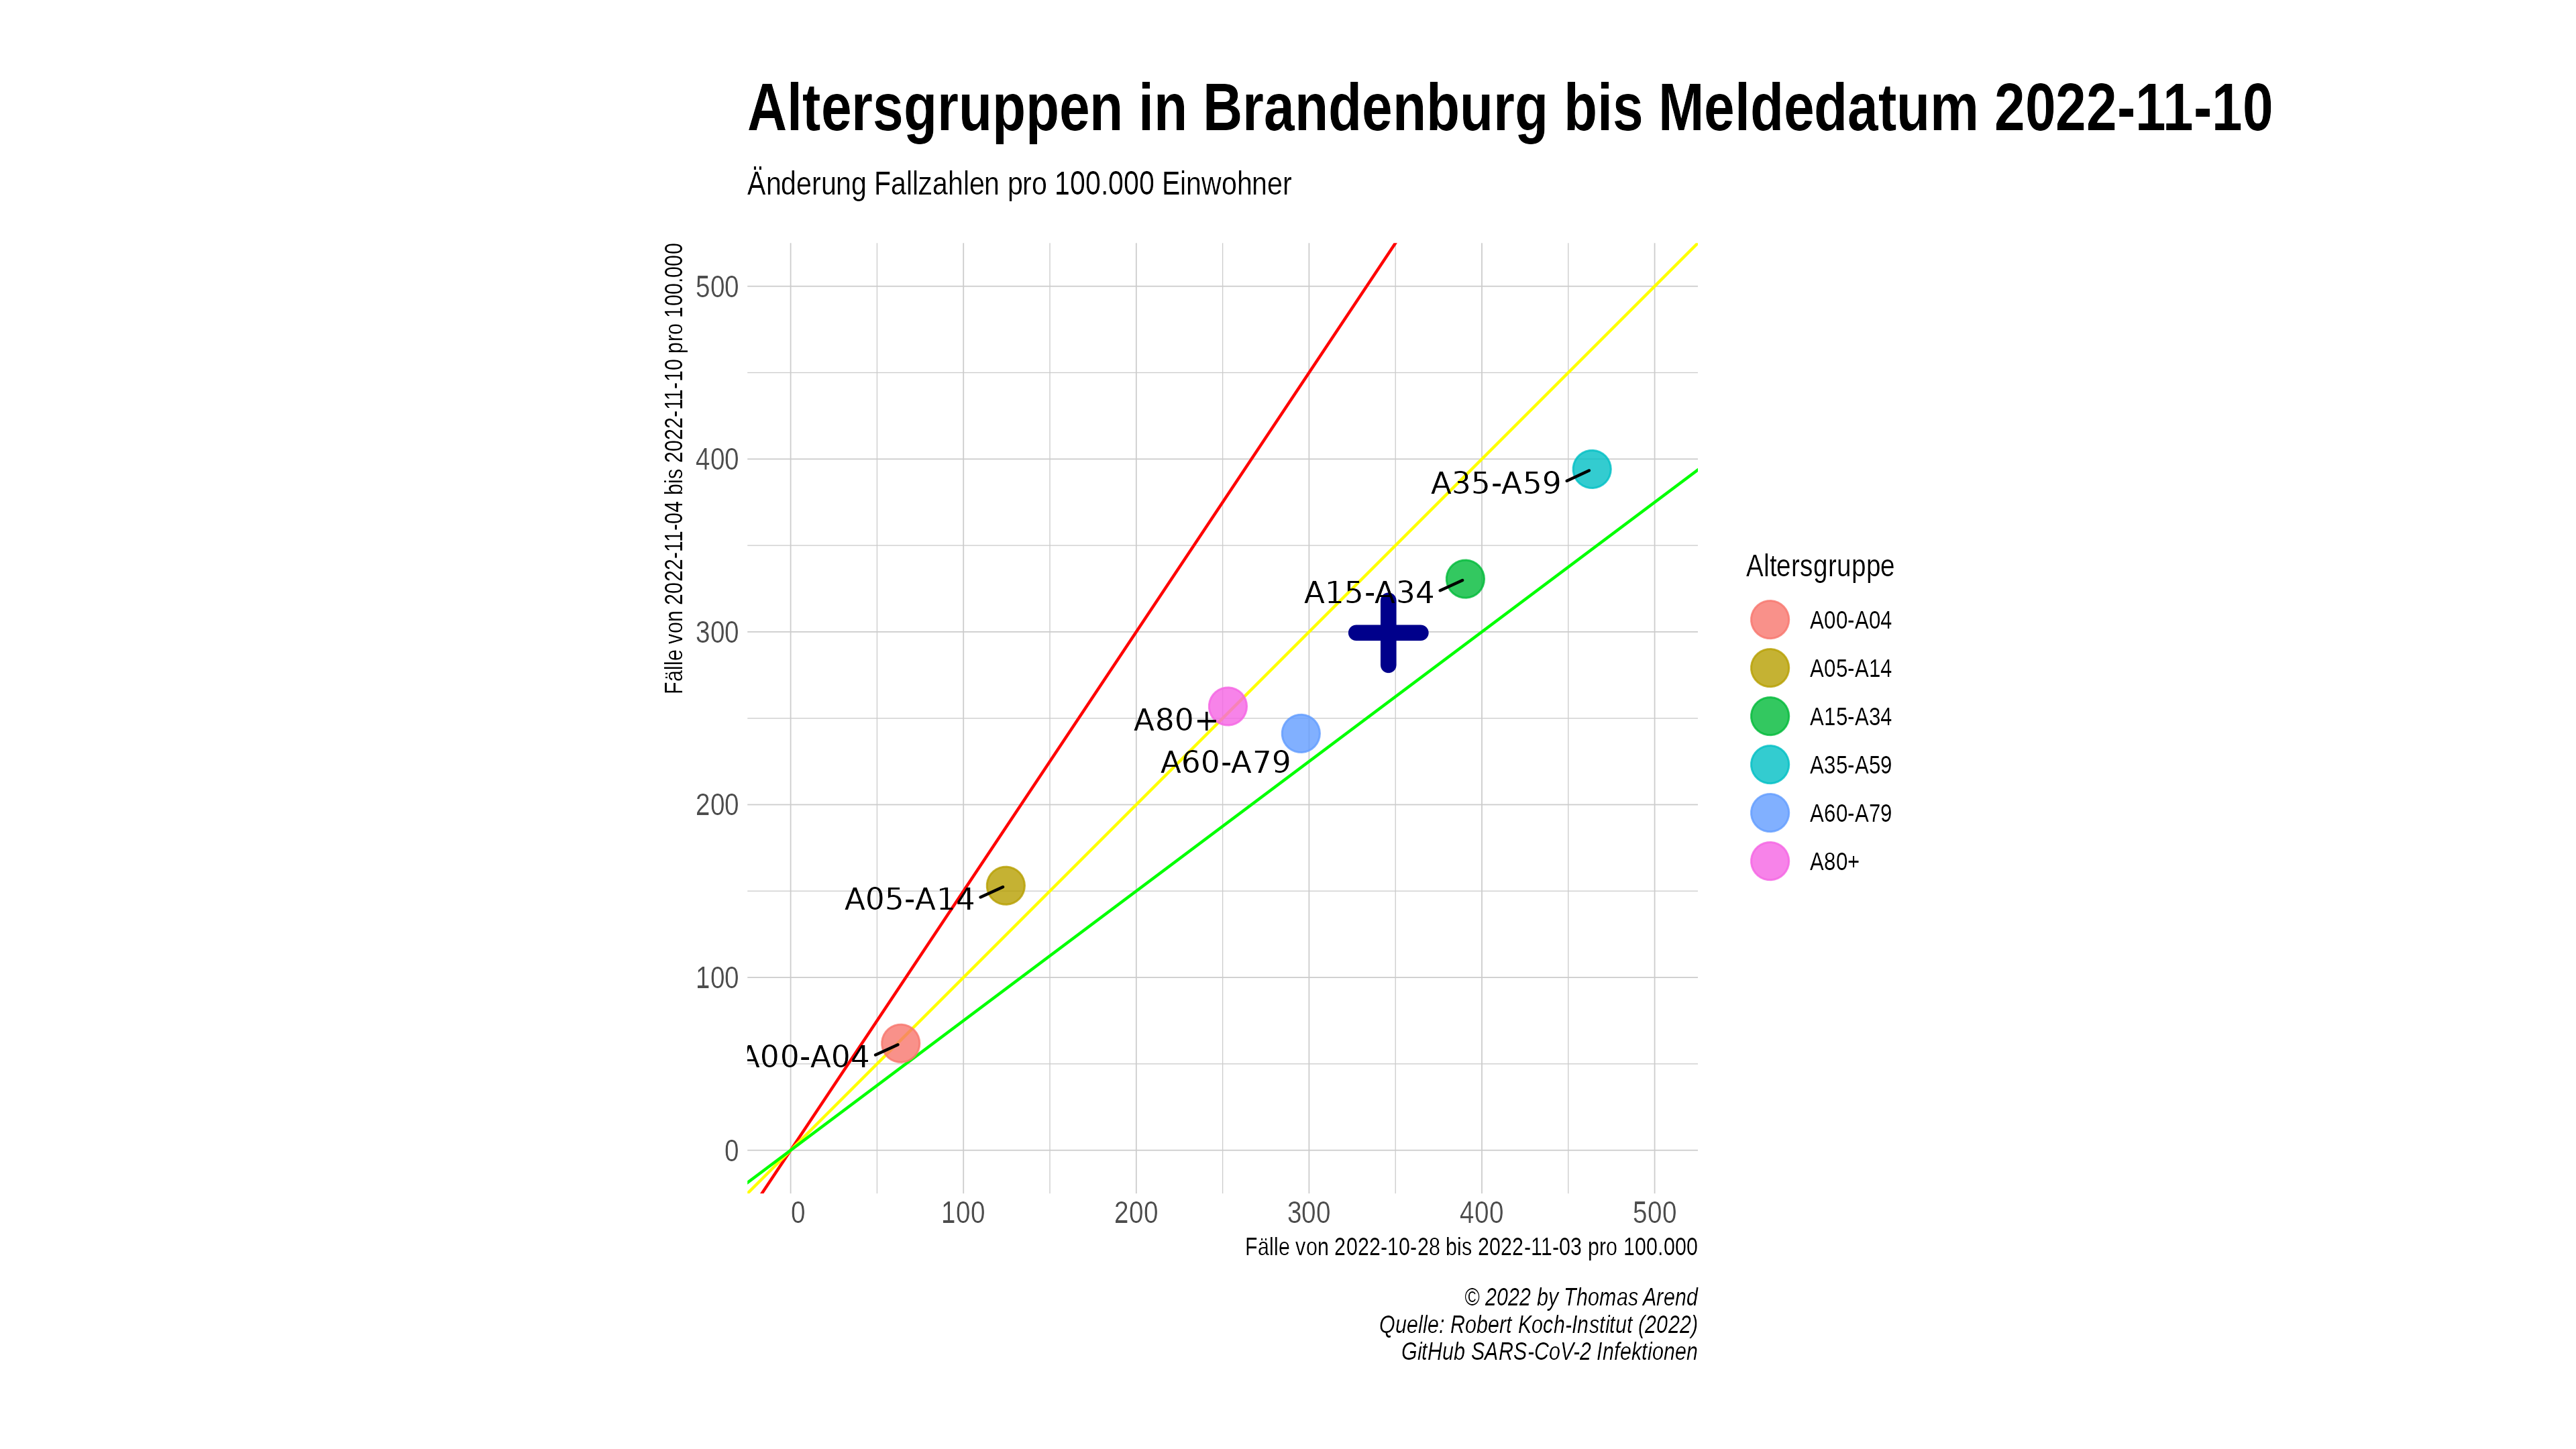 Altersgruppen in Brandenburg bis Meldedatum 2022-11-10
Änderung Fallzahlen pro 100.000 Einwohner
Fälle von 2022-11-04 bis 2022-11-10 pro 100.000
500
400
300
200
100
0
A35-A59
A15-A34
A80+
A60-A79
A05-A14
A00-A04
0 100 200 300 400 500
Fälle von 2022-10-28 bis 2022-11-03 pro 100.000
Altersgruppe
A00-A04
A05-A14
A15-A34
A35-A59
A60-A79
A80+
© 2022 by Thomas Arend
Quelle: Robert Koch-Institut (2022)
GitHub SARS-CoV-2 Infektionen